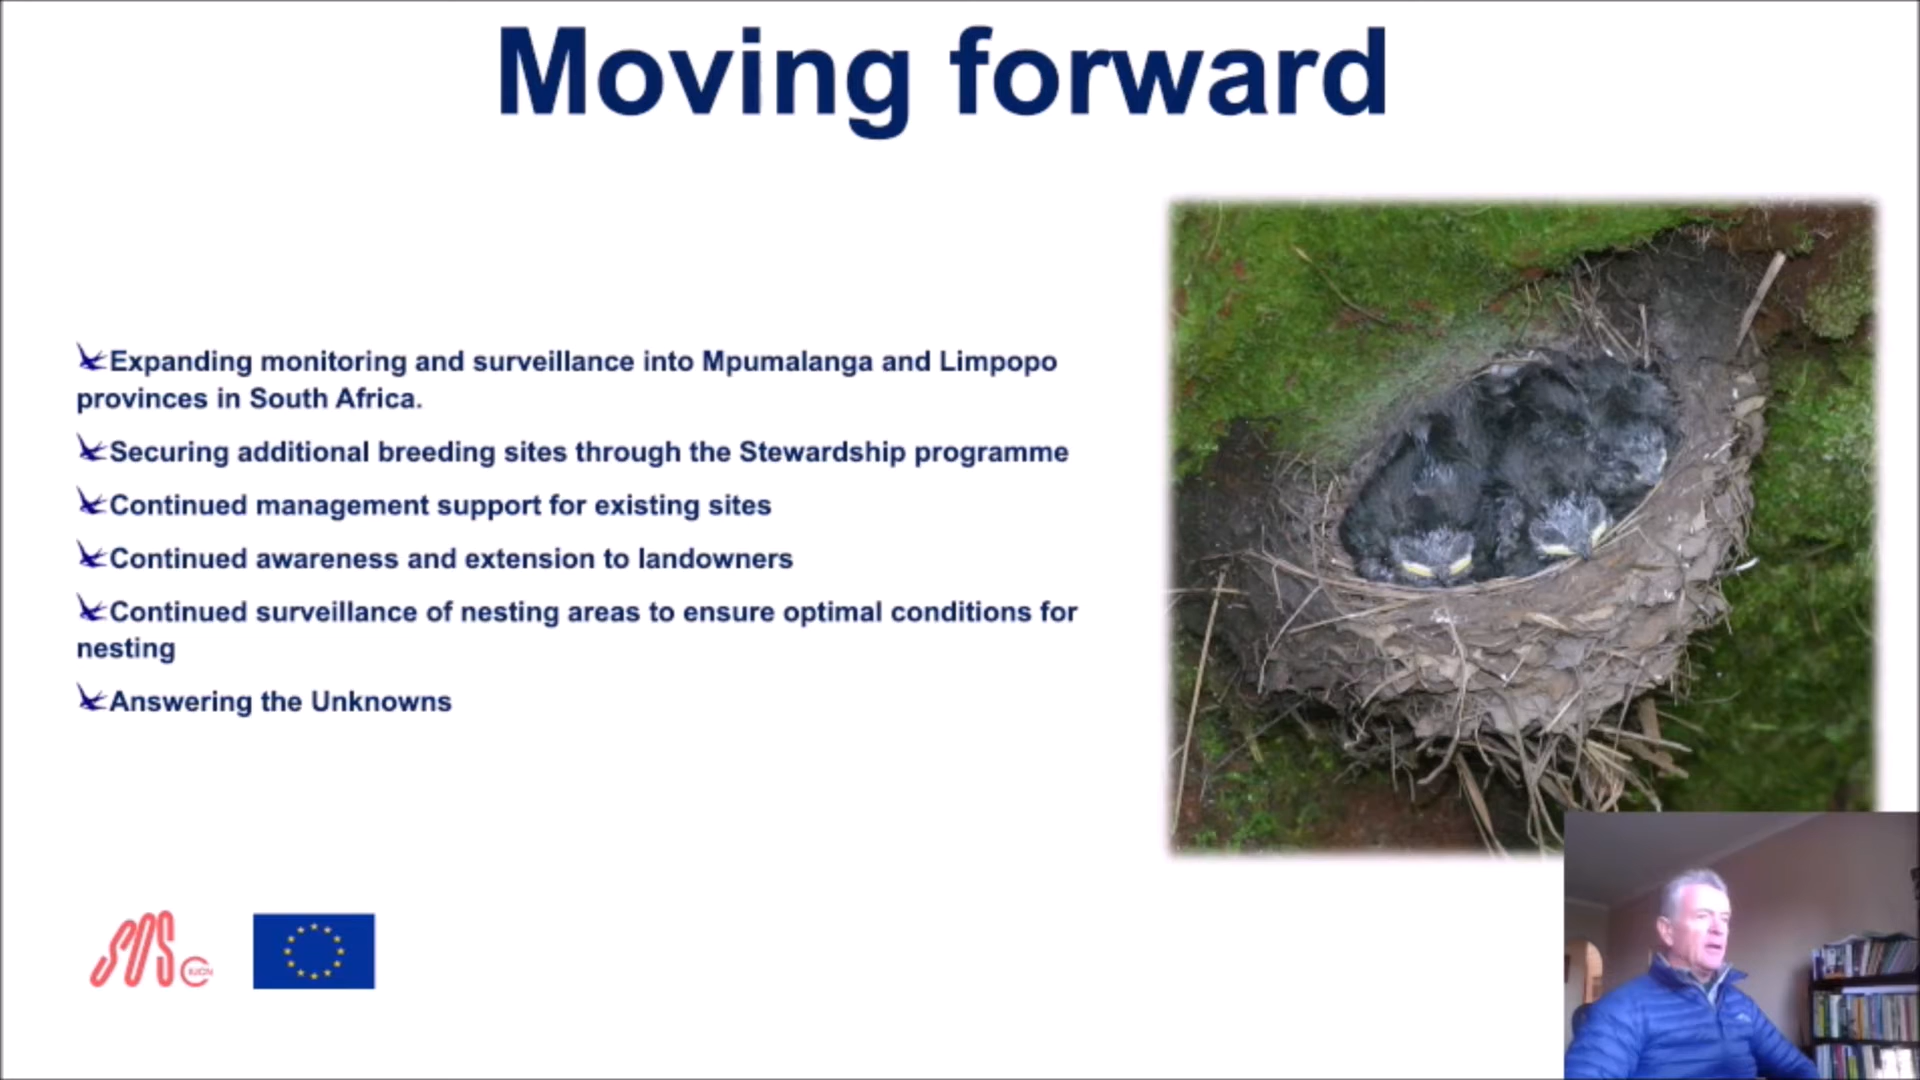 Moving forward
Expanding monitoring and surveillance into Mpumalanga and Limpopo
provinces in South Africa.
Securing additional breeding sites through the Stewardship programme
Continued management support for existing sites
Continued awareness and extension to landowners
Continued surveillance of nesting areas to ensure optimal conditions for
nesting
Answering the Unknowns
SOS
IUCN